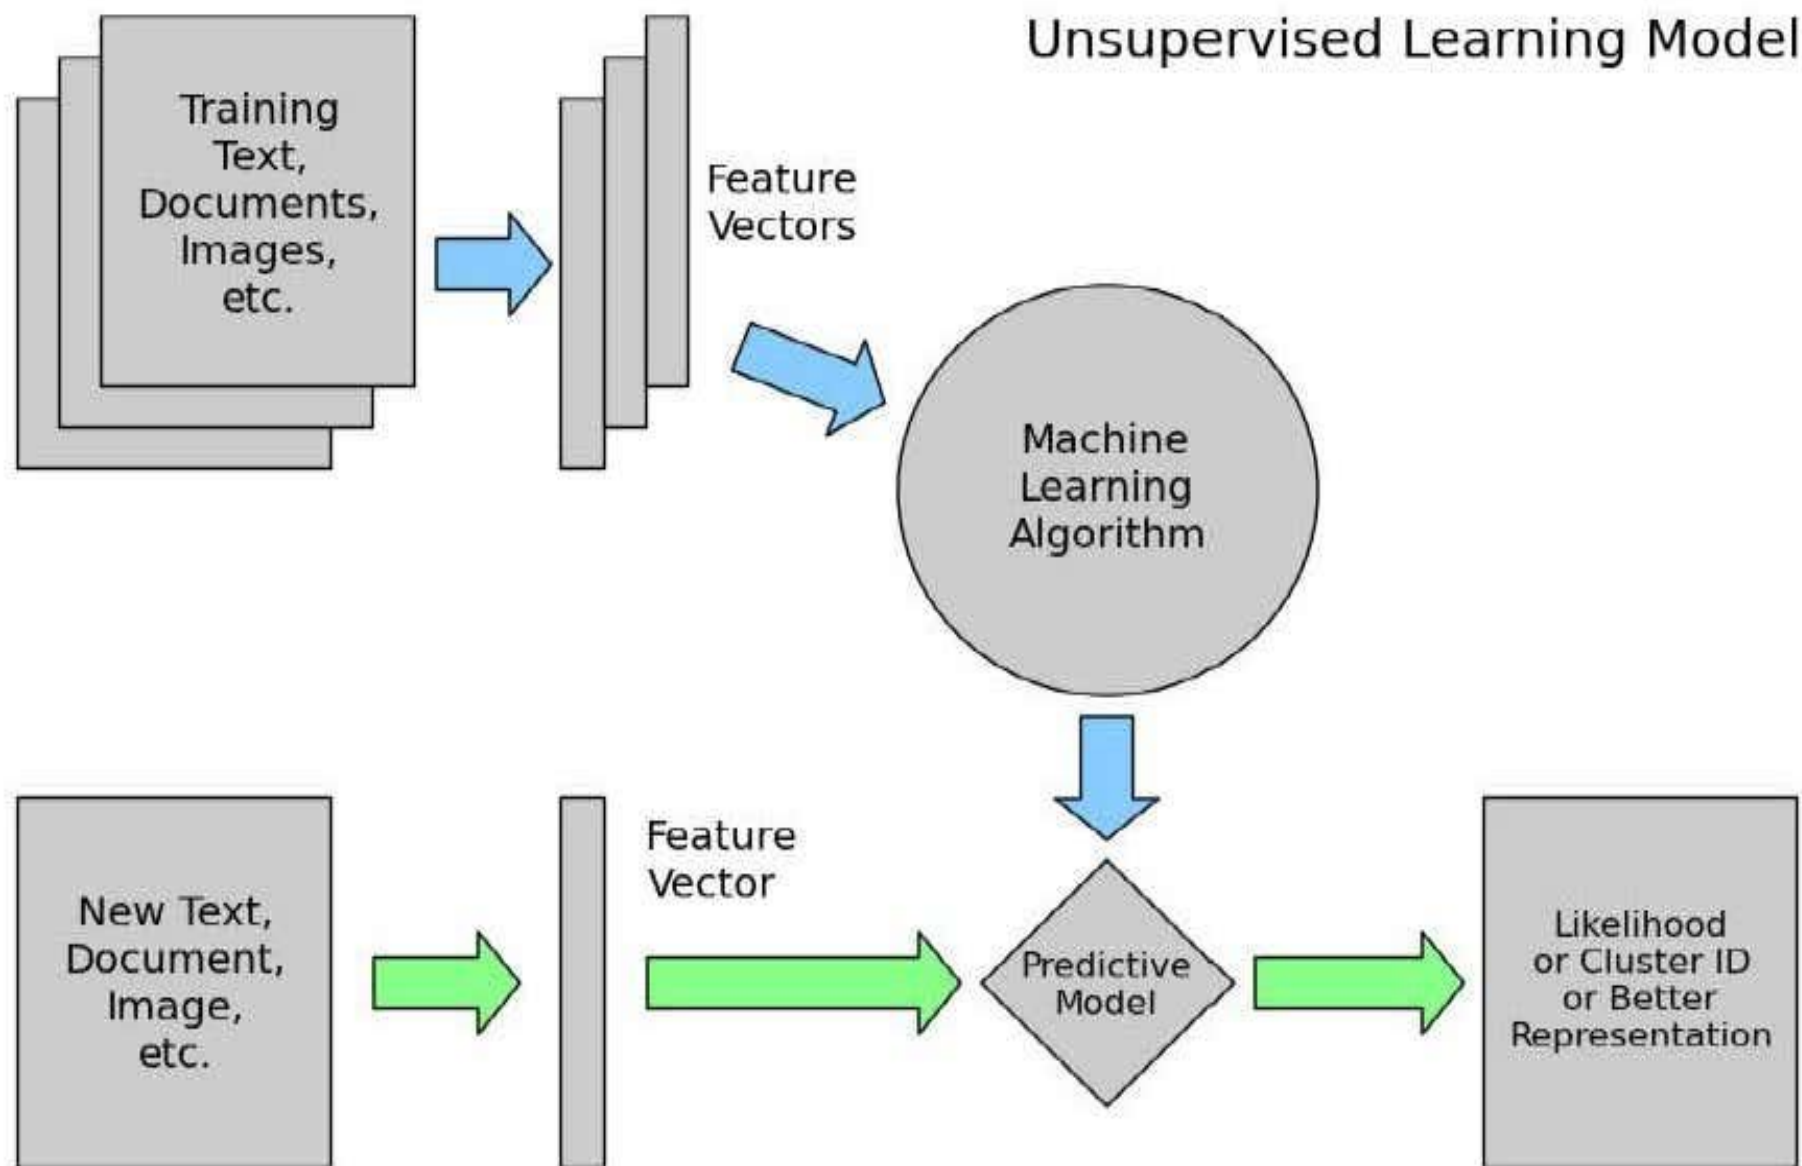 Unsupervised Learning Model
Training
Text,
Documents,
Images,
etc.
Feature
Vectors
Machine
Learning
Algorithm
New Text,
Document,
Image,
etc.
Feature
Vector
Predictive
Model
Likelihood
or Cluster ID
or Better
Representation